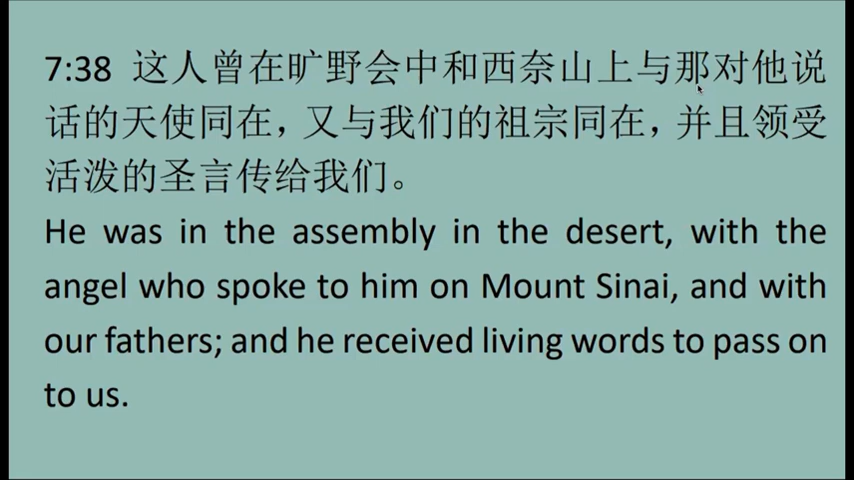 7:38 这人曾在旷野会中和西奈山上与那对他说
话的天使同在，又与我们的祖宗同在，并且领受
活泼的圣言传给我们。
He was in the assembly in the desert, with the
angel who spoke to him on Mount Sinai, and with
our fathers; and he received living words to pass on
to us.